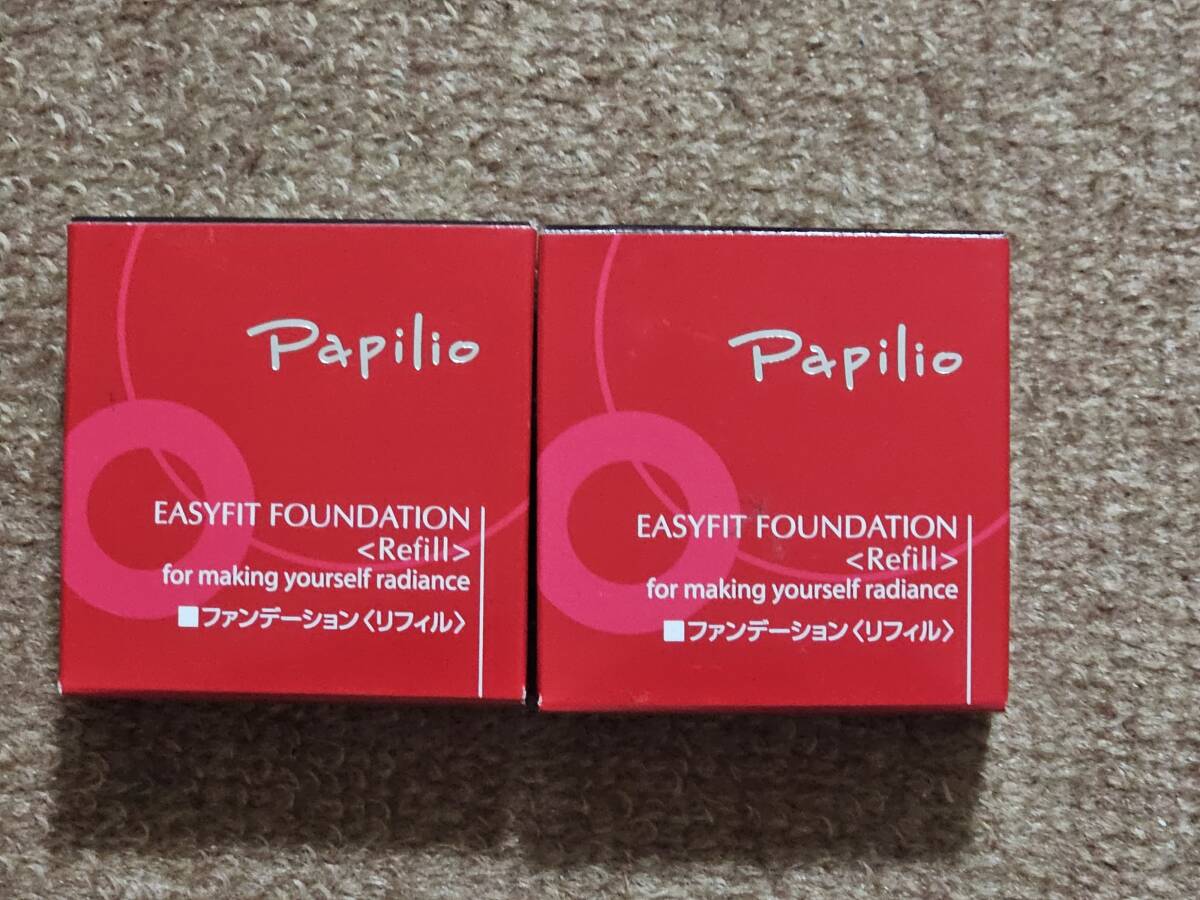 Papilio
EASYFIT FOUNDATION
<Refill>
for making yourself radiance
■ファンデーション〈リフィル〉
Papilio
EASYFIT FOUNDATION
<Refill>
for making yourself radiance
■ファンデーション〈リフィル〉